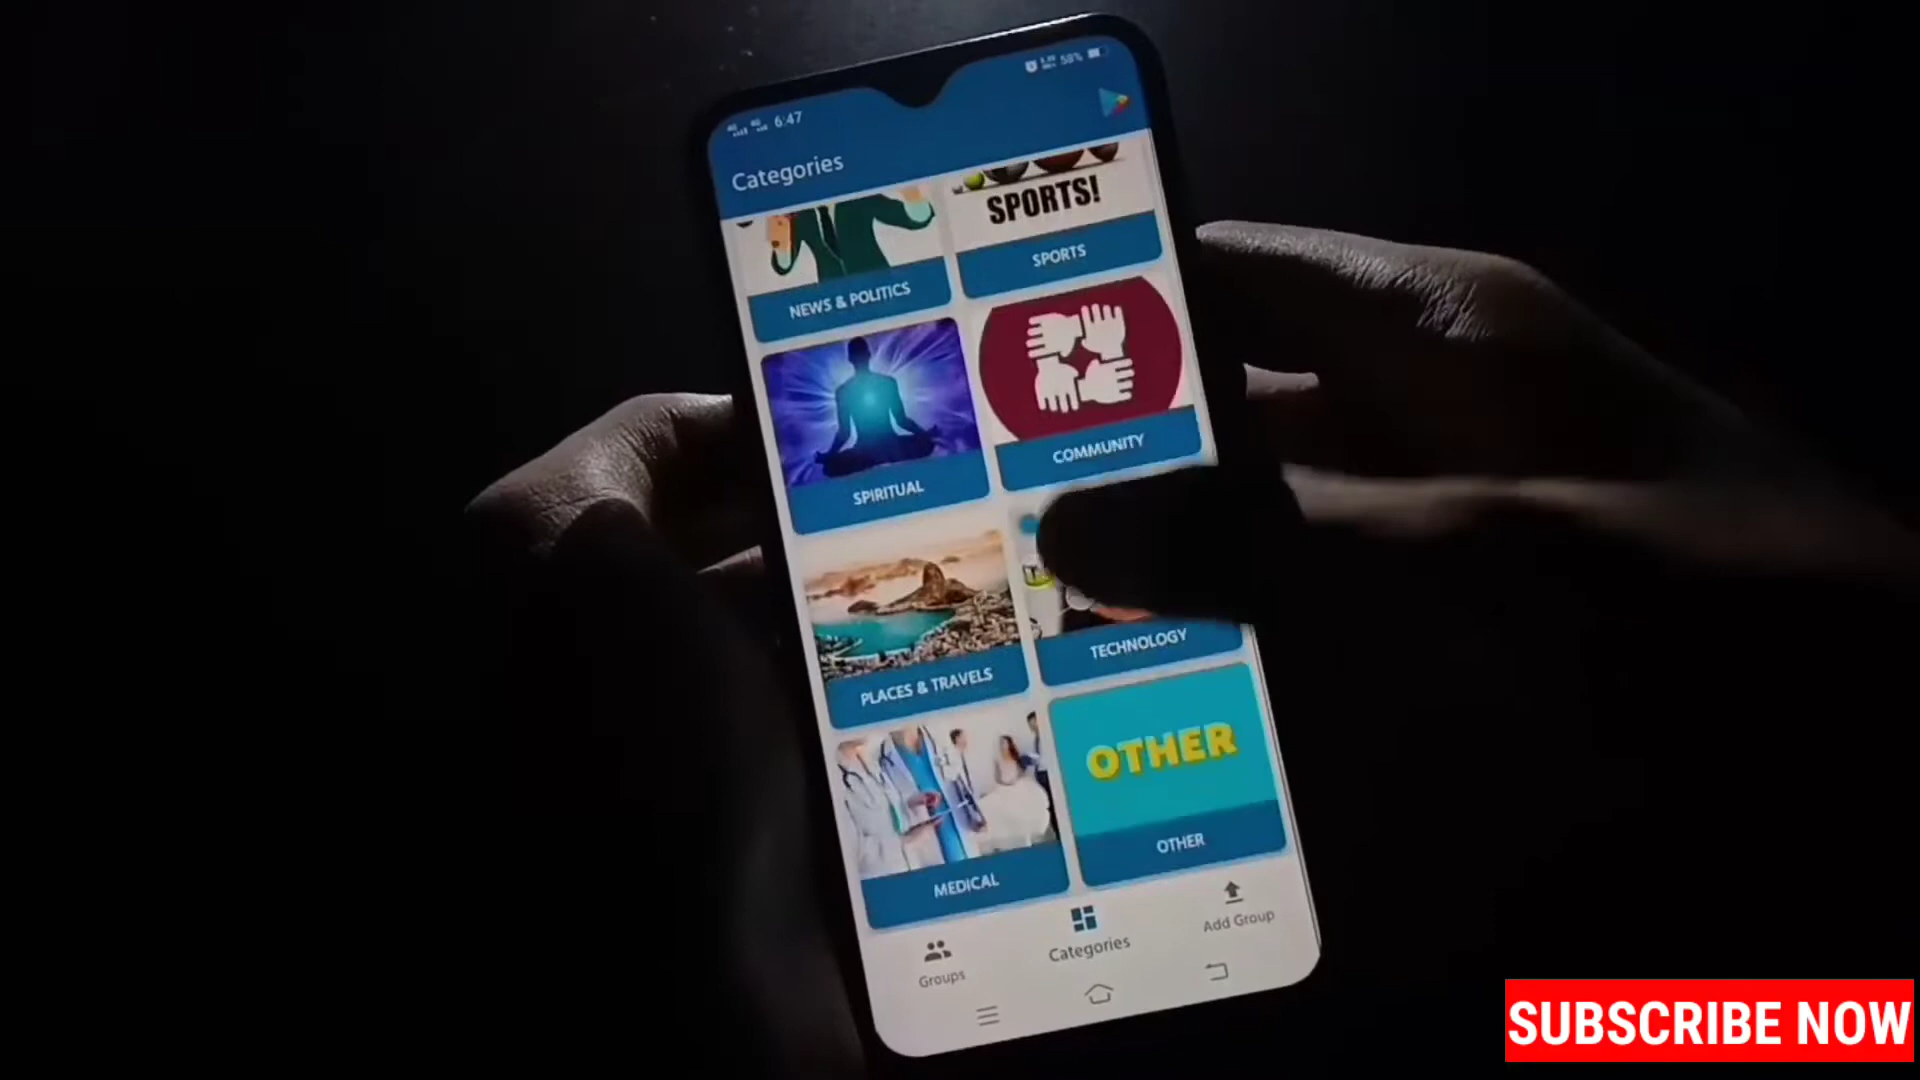 6:47
58%
Categories
SPORTS!
NEWS & POLITICS
SPORTS
SPIRITUAL
COMMUNITY
PLACES & TRAVELS
TECHNOLOGY
OTHER
MEDICAL
OTHER
Groups
Categories
Add Group
SUBSCRIBE NOW